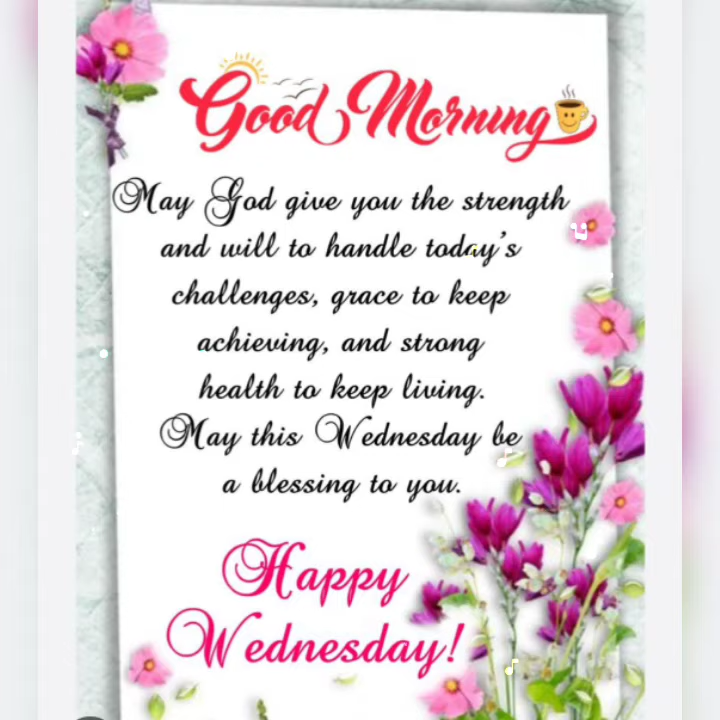 Good Morning
May God give you the strength
and will to handle today's
challenges, grace to keep
achieving, and strong
health to keep living.
May this Wednesday be
a blessing to you.
Happy
Wednesday!